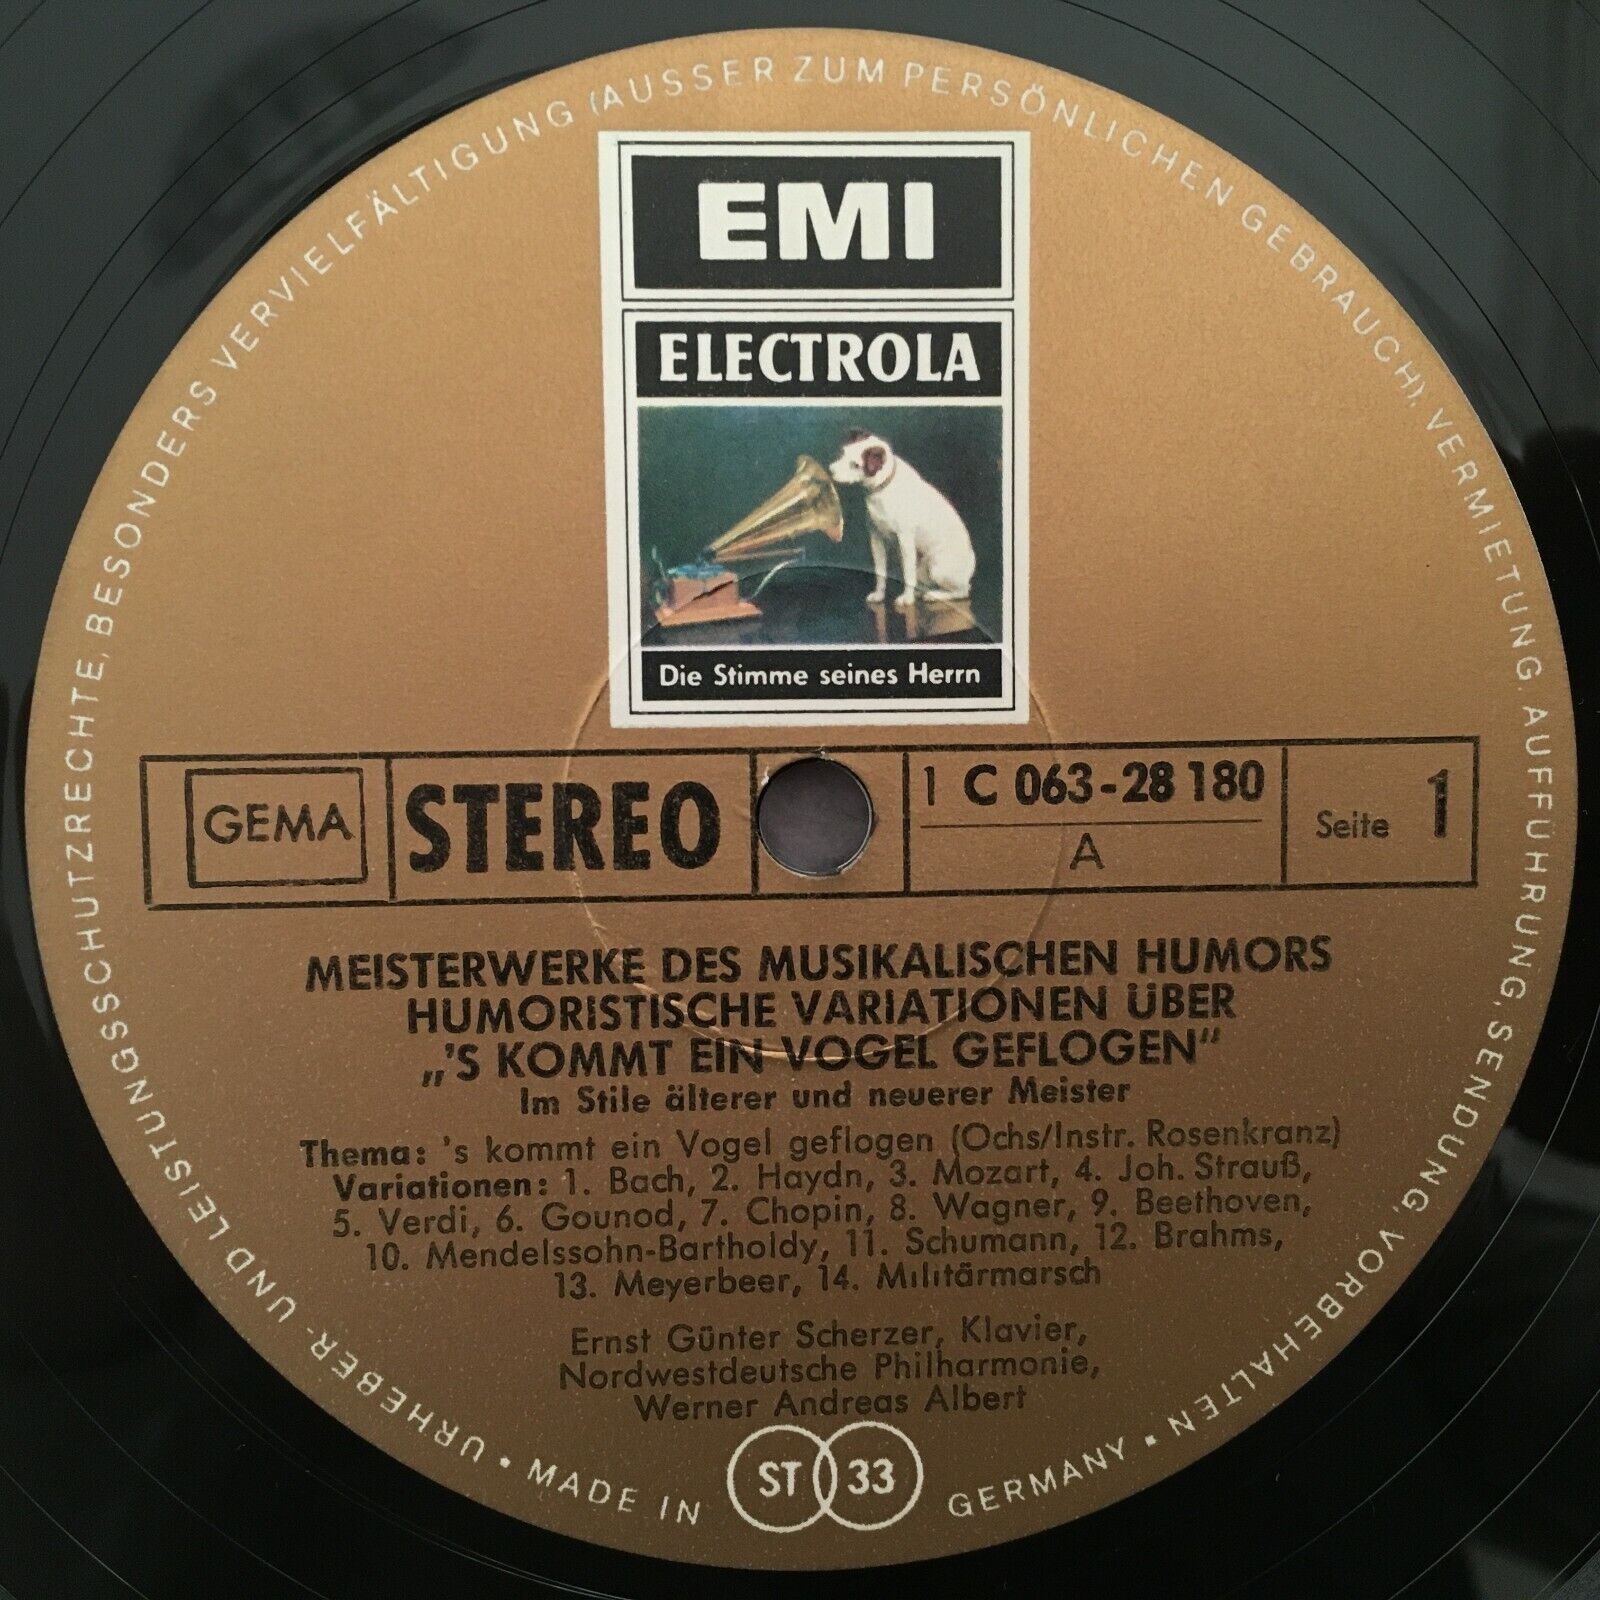 URHEBER- UND LEISTUNGSSCHUTZRECHTE, BESONDERS VERVIELFÄLTIGUNG (AUSSER ZUM PERSÖNLICHEN GEBRAUCH), VERMIETUNG, AUFFÜHRUNG, SENDUNG, VORBEHALTEN
EMI
ELECTROLA
Die Stimme seines Herrn
GEMA
STEREO
1 C 063-28 180
A
Seite 1
MEISTERWERKE DES MUSIKALISCHEN HUMORS
HUMORISTISCHE VARIATIONEN ÜBER
„'S KOMMT EIN VOGEL GEFLOGEN"
Im Stile älterer und neuerer Meister
Thema: 's kommt ein Vogel geflogen (Ochs/Instr. Rosenkranz)
Variationen: 1. Bach, 2. Haydn, 3. Mozart, 4. Joh. Strauß,
5. Verdi, 6. Gounod, 7. Chopin, 8. Wagner, 9. Beethoven,
10. Mendelssohn-Bartholdy, 11. Schumann, 12. Brahms,
13. Meyerbeer, 14. Militärmarsch
Ernst Günter Scherzer, Klavier,
Nordwestdeutsche Philharmonie,
Werner Andreas Albert
• MADE IN
ST 33
GERMANY •